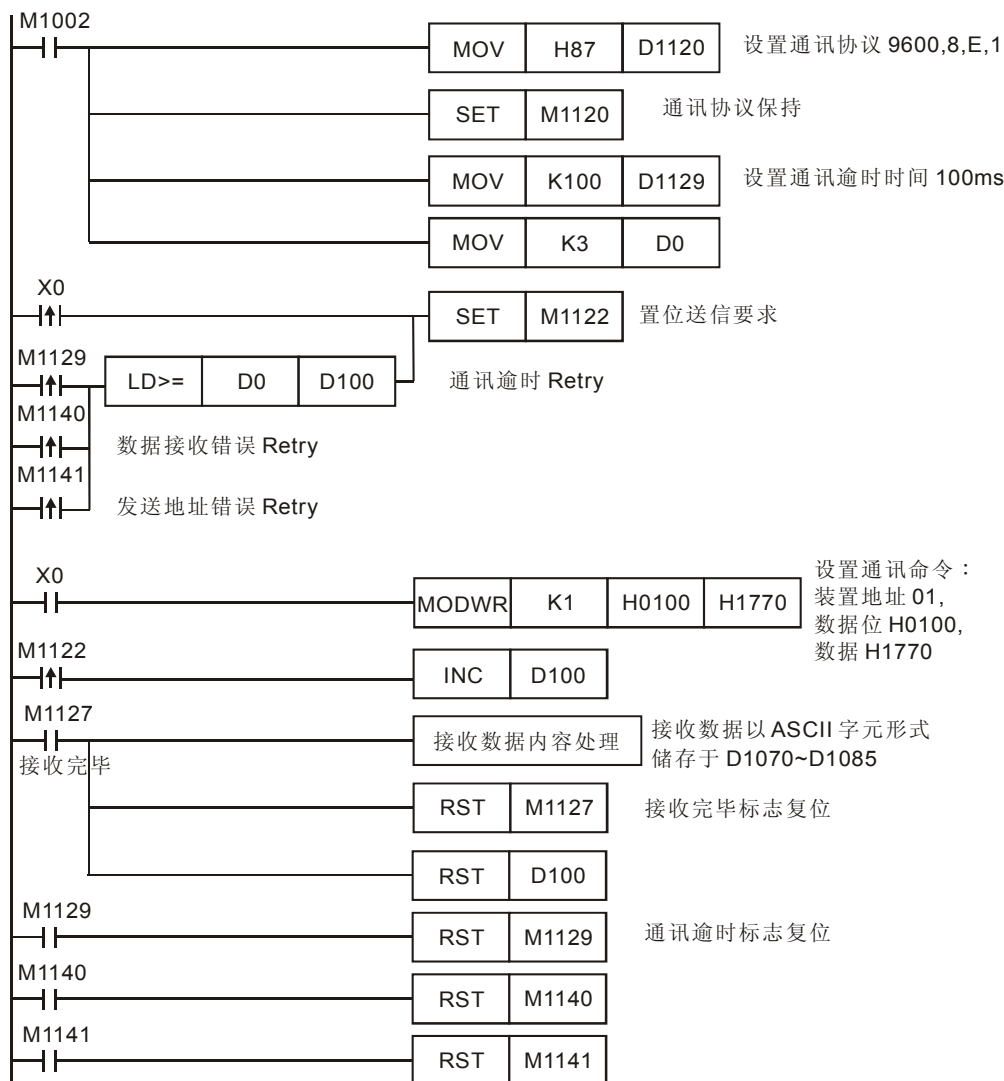 M1002
MOV H87 D1120 设置通讯协议 9600,8,E,1
SET M1120 通讯协议保持
MOV K100 D1129 设置通讯逾时时间 100ms
MOV K3 D0
X0
SET M1122 置位送信要求
M1129
LD>= D0 D100 通讯逾时 Retry
M1140
数据接收错误 Retry
M1141
发送地址错误 Retry
X0
MODWR K1 H0100 H1770
设置通讯命令：
装置地址 01,
数据位 H0100,
数据 H1770
M1122
INC D100
M1127
接收完毕
接收数据内容处理
接收数据以 ASCII 字元形式
储存于 D1070~D1085
RST M1127 接收完毕标志复位
RST D100
M1129
RST M1129 通讯逾时标志复位
M1140
RST M1140
M1141
RST M1141